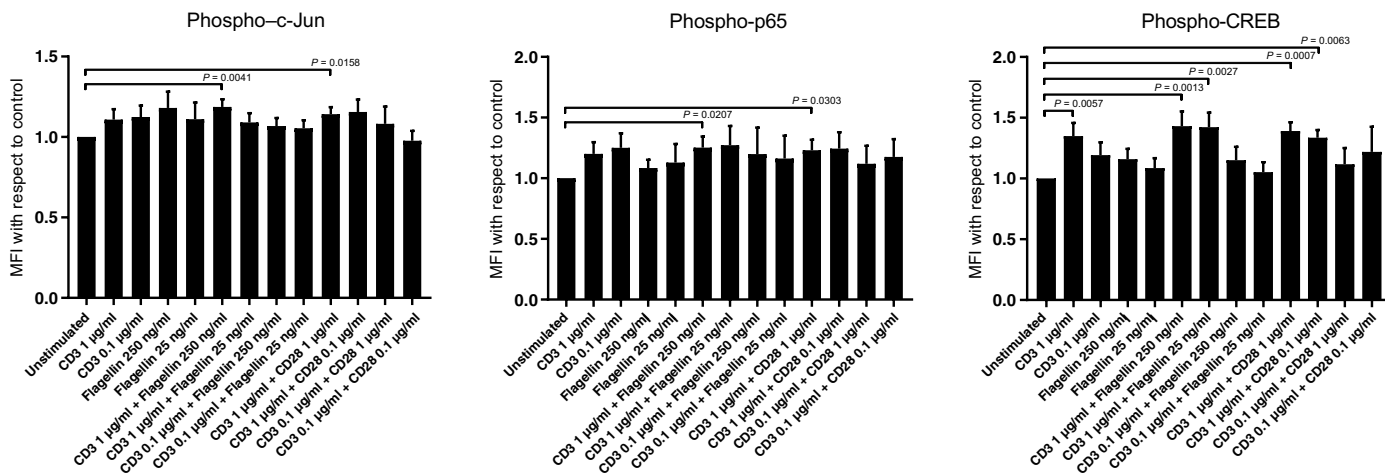 Phospho–c-Jun
MFI with respect to control
1.5
1.0
0.5
0.0
P = 0.0158
P = 0.0041
Unstimulated
CD3 1 µg/ml
CD3 0.1 µg/ml
Flagellin 250 ng/ml
Flagellin 25 ng/ml
CD3 1 µg/ml + Flagellin 250 ng/ml
CD3 1 µg/ml + Flagellin 25 ng/ml
CD3 0.1 µg/ml + Flagellin 250 ng/ml
CD3 0.1 µg/ml + Flagellin 25 ng/ml
CD3 1 µg/ml + CD28 1 µg/ml
CD3 1 µg/ml + CD28 0.1 µg/ml
CD3 0.1 µg/ml + CD28 1 µg/ml
CD3 0.1 µg/ml + CD28 0.1 µg/ml
Phospho-p65
MFI with respect to control
2.0
1.5
1.0
0.5
0.0
P = 0.0303
P = 0.0207
Unstimulated
CD3 1 µg/ml
CD3 0.1 µg/ml
Flagellin 250 ng/ml
Flagellin 25 ng/ml
CD3 1 µg/ml + Flagellin 250 ng/ml
CD3 1 µg/ml + Flagellin 25 ng/ml
CD3 0.1 µg/ml + Flagellin 250 ng/ml
CD3 0.1 µg/ml + Flagellin 25 ng/ml
CD3 1 µg/ml + CD28 1 µg/ml
CD3 1 µg/ml + CD28 0.1 µg/ml
CD3 0.1 µg/ml + CD28 1 µg/ml
CD3 0.1 µg/ml + CD28 0.1 µg/ml
Phospho-CREB
MFI with respect to control
2.0
1.5
1.0
0.5
0.0
P = 0.0063
P = 0.0007
P = 0.0027
P = 0.0013
P = 0.0057
Unstimulated
CD3 1 µg/ml
CD3 0.1 µg/ml
Flagellin 250 ng/ml
Flagellin 25 ng/ml
CD3 1 µg/ml + Flagellin 250 ng/ml
CD3 1 µg/ml + Flagellin 25 ng/ml
CD3 0.1 µg/ml + Flagellin 250 ng/ml
CD3 0.1 µg/ml + Flagellin 25 ng/ml
CD3 1 µg/ml + CD28 1 µg/ml
CD3 1 µg/ml + CD28 0.1 µg/ml
CD3 0.1 µg/ml + CD28 1 µg/ml
CD3 0.1 µg/ml + CD28 0.1 µg/ml